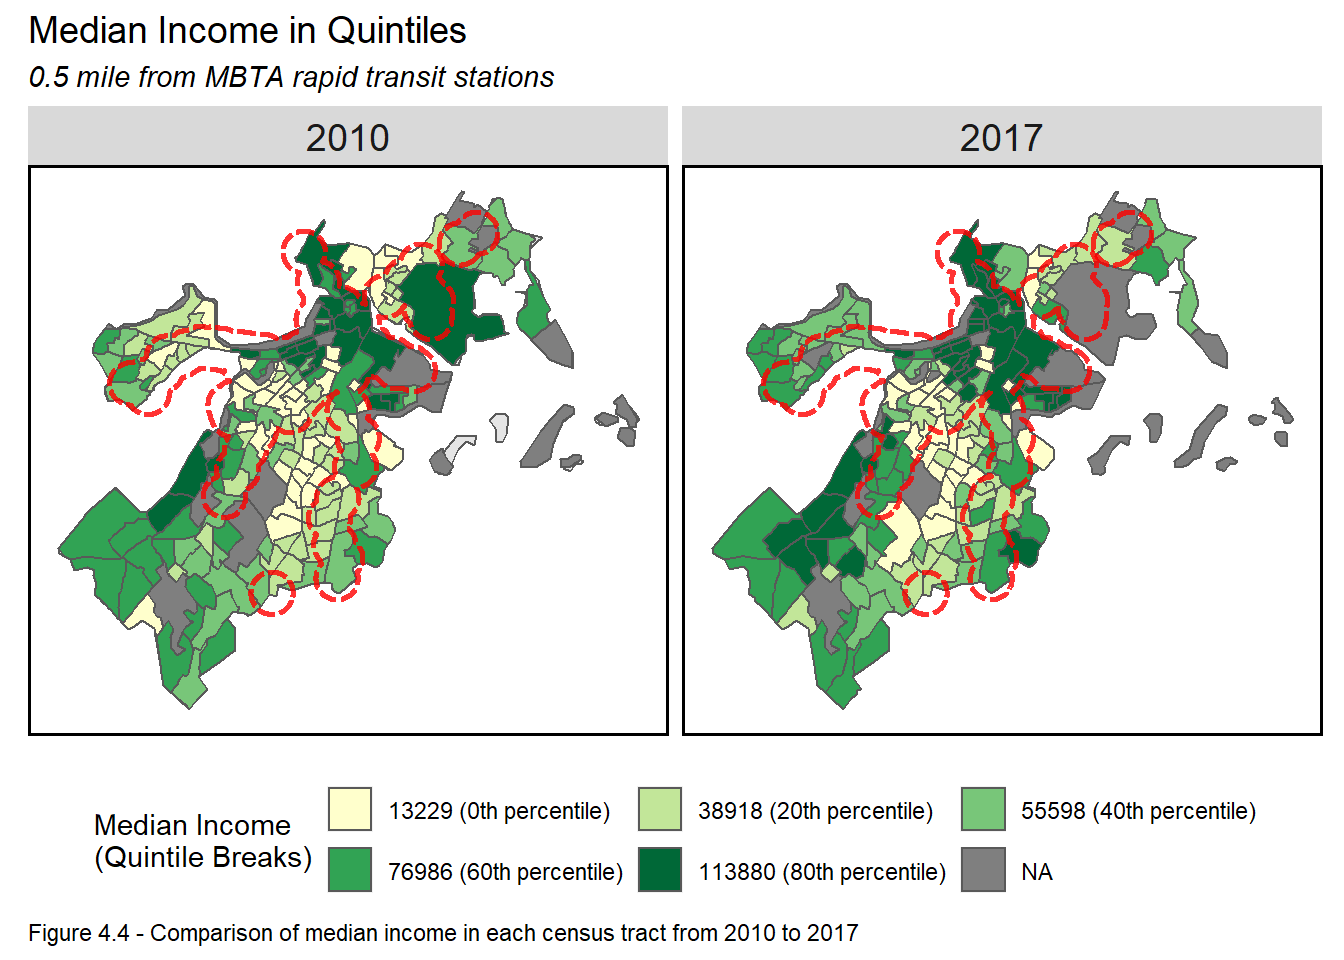 Median Income in Quintiles
0.5 mile from MBTA rapid transit stations
2010
2017
Median Income
(Quintile Breaks)
13229 (0th percentile)
38918 (20th percentile)
55598 (40th percentile)
76986 (60th percentile)
113880 (80th percentile)
NA
Figure 4.4 - Comparison of median income in each census tract from 2010 to 2017